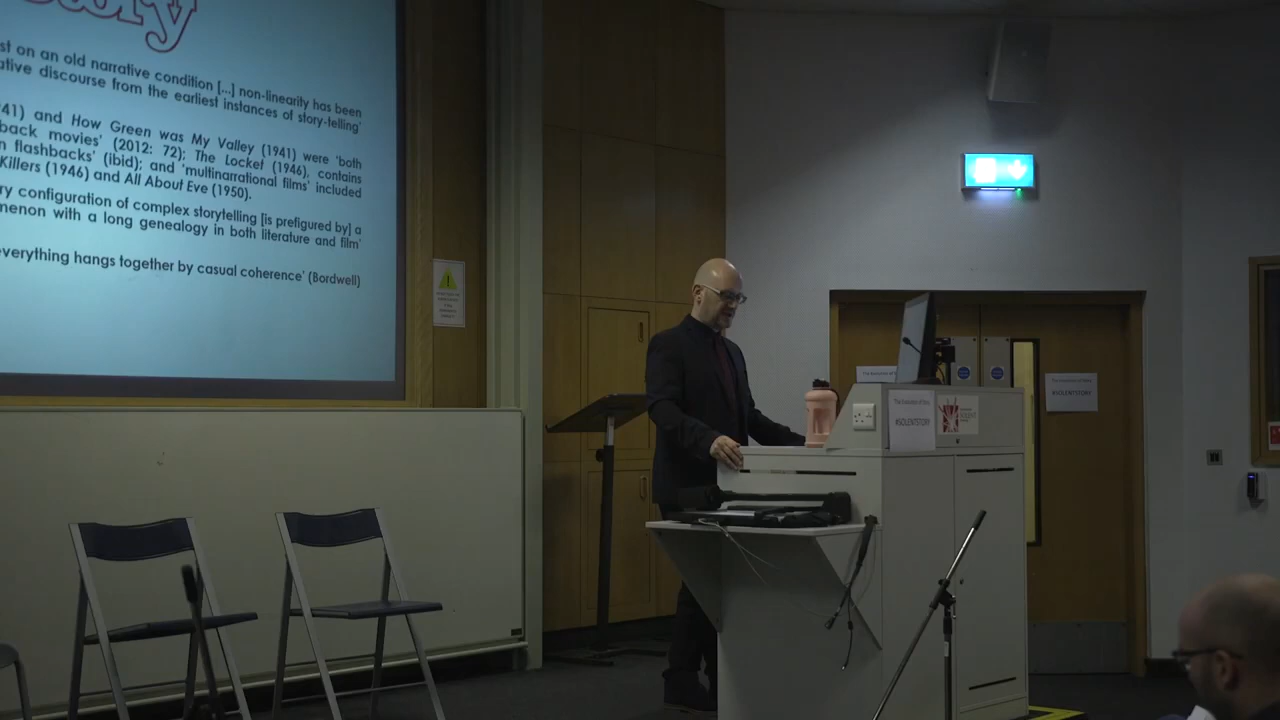 story
st on an old narrative condition [...] non-linearity has been
ative discourse from the earliest instances of story-telling'
41) and How Green was My Valley (1941) were 'both
back movies' (2012: 72); The Locket (1946), contains
n flashbacks' (ibid); and 'multinarrational films' included
Killers (1946) and All About Eve (1950).
ry configuration of complex storytelling [is prefigured by] a
menon with a long genealogy in both literature and film'
everything hangs together by casual coherence' (Bordwell)
#SOLENTSTORY
#SOLENTSTORY
SOLENT